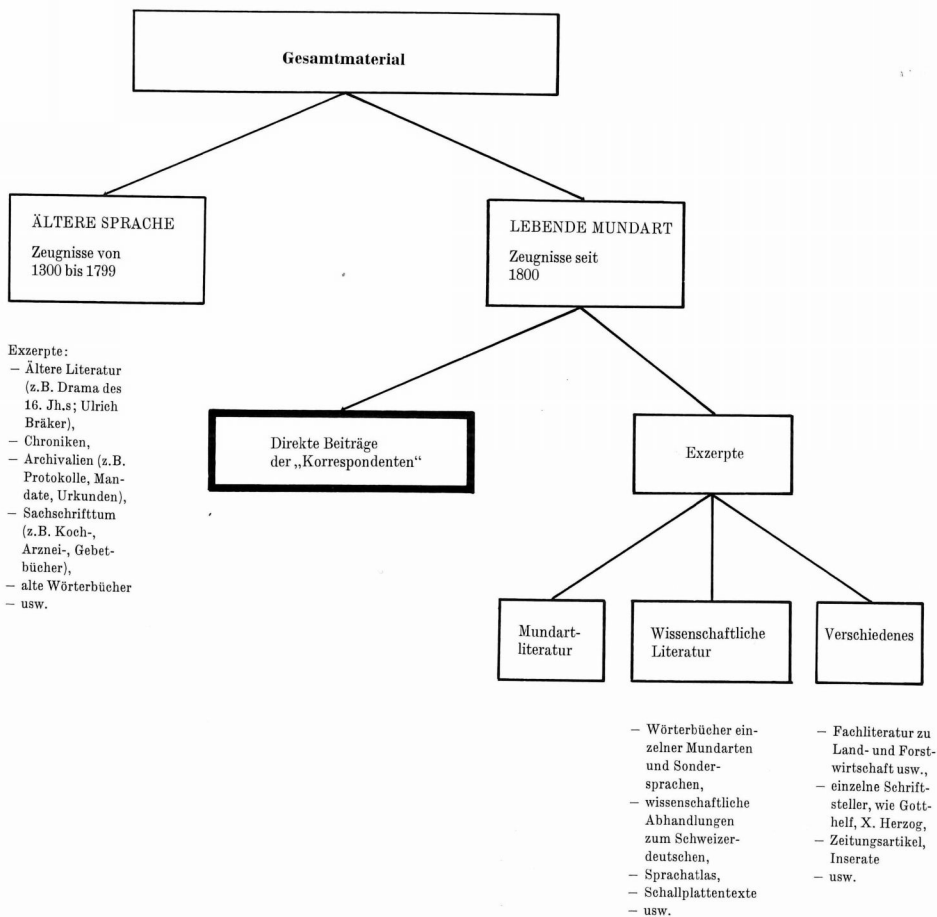 Gesamtmaterial
ÄLTERE SPRACHE
Zeugnisse von
1300 bis 1799
LEBENDE MUNDART
Zeugnisse seit
1800
Exzerpte:
— Ältere Literatur
(z.B. Drama des
16. Jh.s; Ulrich
Bräker),
— Chroniken,
— Archivalien (z.B.
Protokolle, Man-
date, Urkunden),
— Sachschrifttum
(z.B. Koch-,
Arznei-, Gebet-
bücher),
— alte Wörterbücher
— usw.
Direkte Beiträge
der „Korrespondenten“
Exzerpte
Mundart-
literatur
Wissenschaftliche
Literatur
Verschiedenes
— Wörterbücher ein-
zelner Mundarten
und Sonder-
sprachen,
— wissenschaftliche
Abhandlungen
zum Schweizer-
deutschen,
— Sprachatlas,
— Schallplattentexte
— usw.
— Fachliteratur zu
Land- und Forst-
wirtschaft usw.,
— einzelne Schrift-
steller, wie Gott-
helf, X. Herzog,
— Zeitungsartikel,
Inserate
— usw.